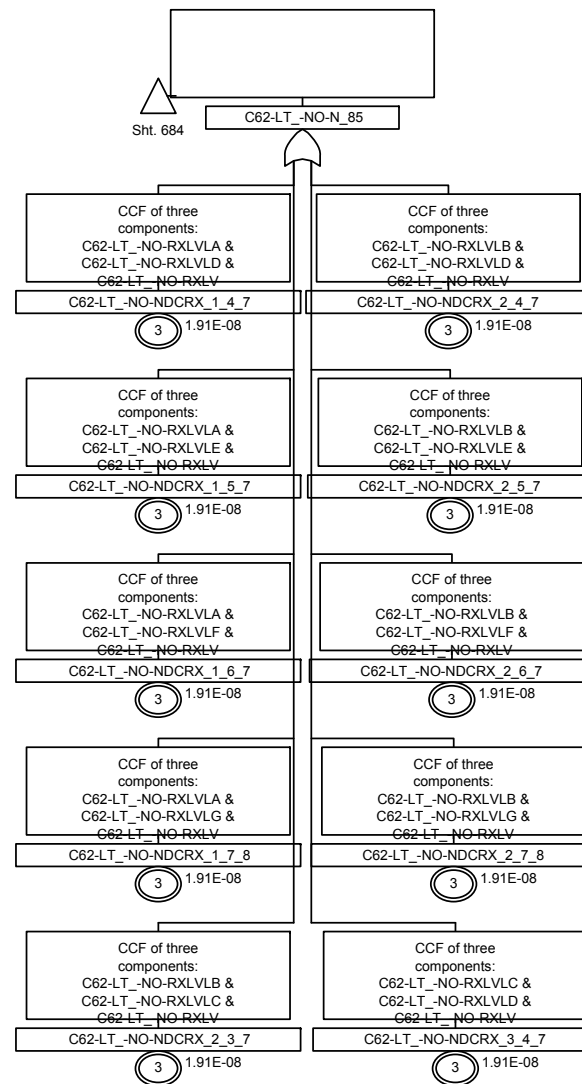 Sht. 684
C62-LT_-NO-N_85
CCF of three
components:
C62-LT_-NO-RXLVLA &
C62-LT_-NO-RXLVLD &
C62-LT_-NO-RXLV
C62-LT_-NO-NDCRX_1_4_7
3
1.91E-08
CCF of three
components:
C62-LT_-NO-RXLVLB &
C62-LT_-NO-RXLVLD &
C62-LT_-NO-RXLV
C62-LT_-NO-NDCRX_2_4_7
3
1.91E-08
CCF of three
components:
C62-LT_-NO-RXLVLA &
C62-LT_-NO-RXLVLE &
C62-LT_-NO-RXLV
C62-LT_-NO-NDCRX_1_5_7
3
1.91E-08
CCF of three
components:
C62-LT_-NO-RXLVLB &
C62-LT_-NO-RXLVLE &
C62-LT_-NO-RXLV
C62-LT_-NO-NDCRX_2_5_7
3
1.91E-08
CCF of three
components:
C62-LT_-NO-RXLVLA &
C62-LT_-NO-RXLVLF &
C62-LT_-NO-RXLV
C62-LT_-NO-NDCRX_1_6_7
3
1.91E-08
CCF of three
components:
C62-LT_-NO-RXLVLB &
C62-LT_-NO-RXLVLF &
C62-LT_-NO-RXLV
C62-LT_-NO-NDCRX_2_6_7
3
1.91E-08
CCF of three
components:
C62-LT_-NO-RXLVLA &
C62-LT_-NO-RXLVLG &
C62-LT_-NO-RXLV
C62-LT_-NO-NDCRX_1_7_8
3
1.91E-08
CCF of three
components:
C62-LT_-NO-RXLVLB &
C62-LT_-NO-RXLVLG &
C62-LT_-NO-RXLV
C62-LT_-NO-NDCRX_2_7_8
3
1.91E-08
CCF of three
components:
C62-LT_-NO-RXLVLB &
C62-LT_-NO-RXLVLC &
C62-LT_-NO-RXLV
C62-LT_-NO-NDCRX_2_3_7
3
1.91E-08
CCF of three
components:
C62-LT_-NO-RXLVLC &
C62-LT_-NO-RXLVLD &
C62-LT_-NO-RXLV
C62-LT_-NO-NDCRX_3_4_7
3
1.91E-08